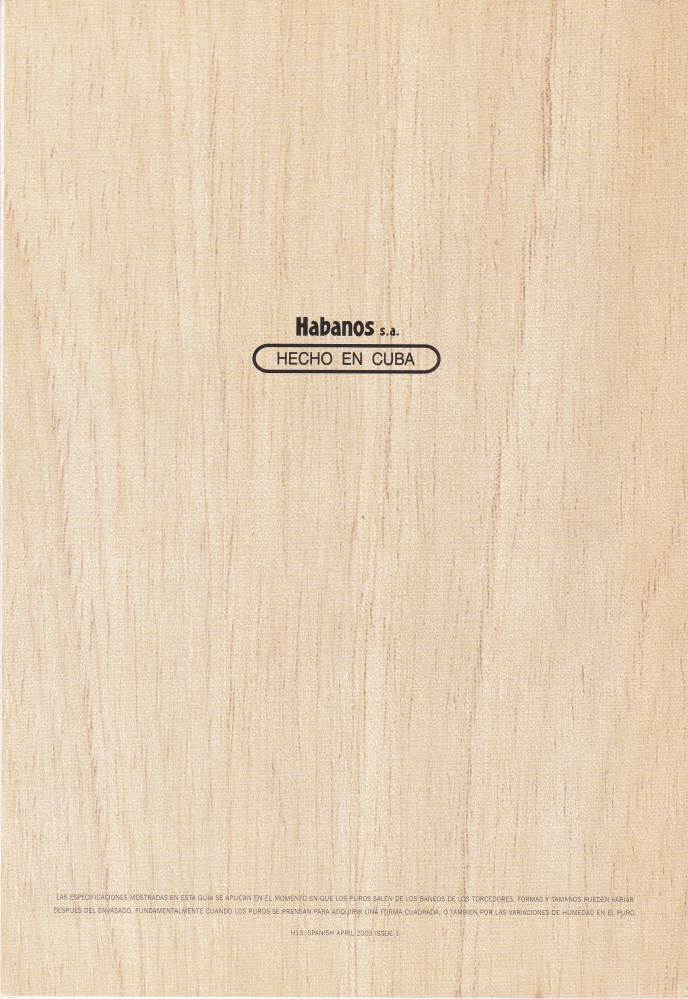 Habanos s.a.
HECHO EN CUBA
LAS ESPECIFICACIONES MOSTRADAS EN ESTA GUIA SE APLICAN EN EL MOMENTO EN QUE LOS PUROS SALEN DE LOS BANCOS DE LOS TORCEDORES. FORMAS Y TAMAÑOS PUEDEN VARIAR
DESPUES DEL ENVASADO. FUNDAMENTALMENTE CUANDO LOS PUROS SE PRENSAN PARA ADQUIRIR UNA FORMA CUADRADA, O TAMBIEN POR LAS VARIACIONES DE HUMEDAD EN EL PURO.
H13. SPANISH APRIL 2003 ISSUE 1